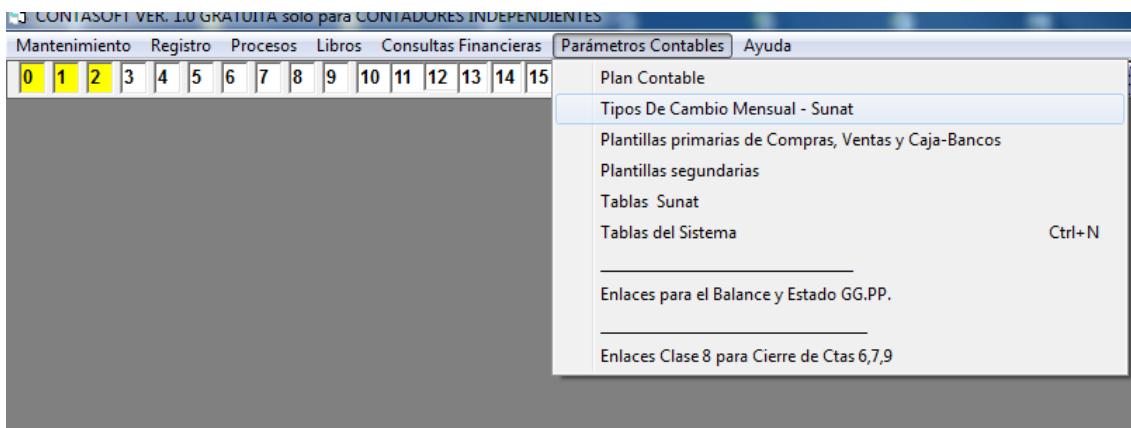 CONTASOFT VER. 1.0 GRATUITA solo para CONTADORES INDEPENDIENTES
Mantenimiento Registro Procesos Libros Consultas Financieras Parámetros Contables Ayuda
0 1 2 3 4 5 6 7 8 9 10 11 12 13 14 15
Plan Contable
Tipos De Cambio Mensual - Sunat
Plantillas primarias de Compras, Ventas y Caja-Bancos
Plantillas segundarias
Tablas Sunat
Tablas del Sistema Ctrl+N
Enlaces para el Balance y Estado GG.PP.
Enlaces Clase 8 para Cierre de Ctas 6,7,9